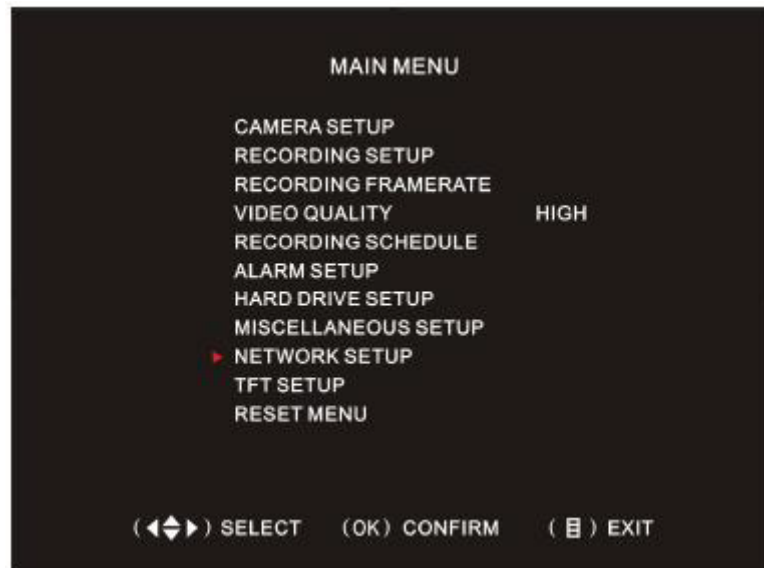 MAIN MENU
CAMERA SETUP
RECORDING SETUP
RECORDING FRAMERATE
VIDEO QUALITY HIGH
RECORDING SCHEDULE
ALARM SETUP
HARD DRIVE SETUP
MISCELLANEOUS SETUP
NETWORK SETUP
TFT SETUP
RESET MENU
( ) SELECT (OK) CONFIRM ( ) EXIT